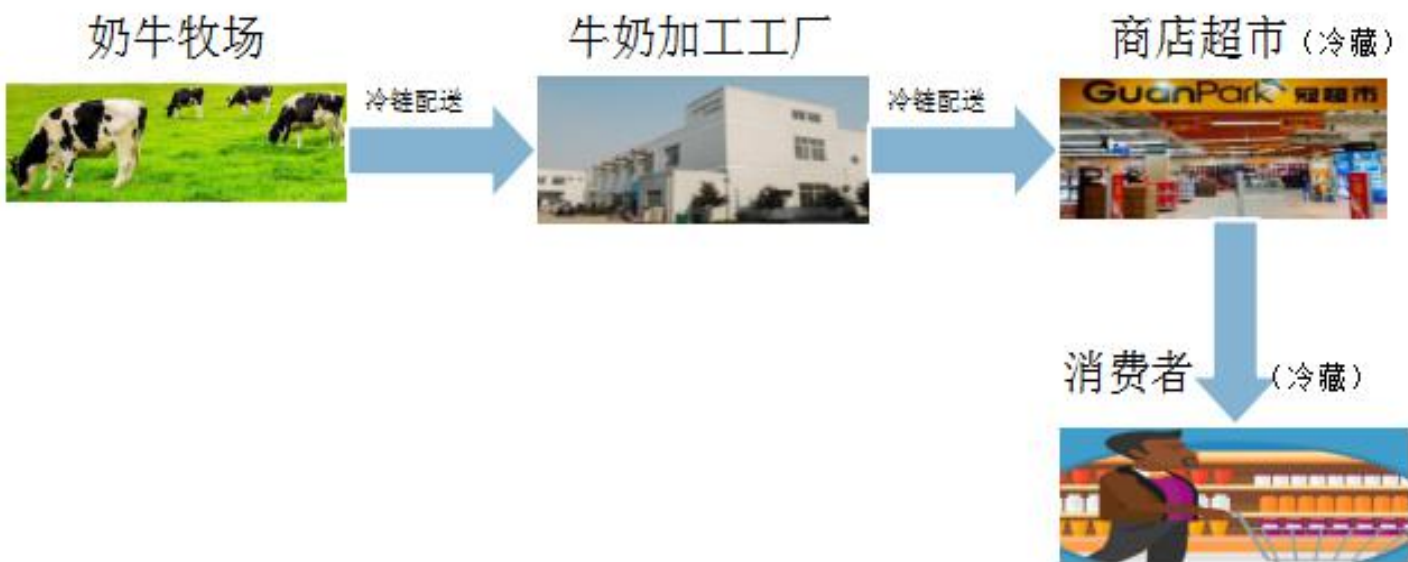 奶牛牧场
牛奶加工工厂
商店超市（冷藏）
冷链配送
冷链配送
GuanPark 冠超市
消费者
（冷藏）